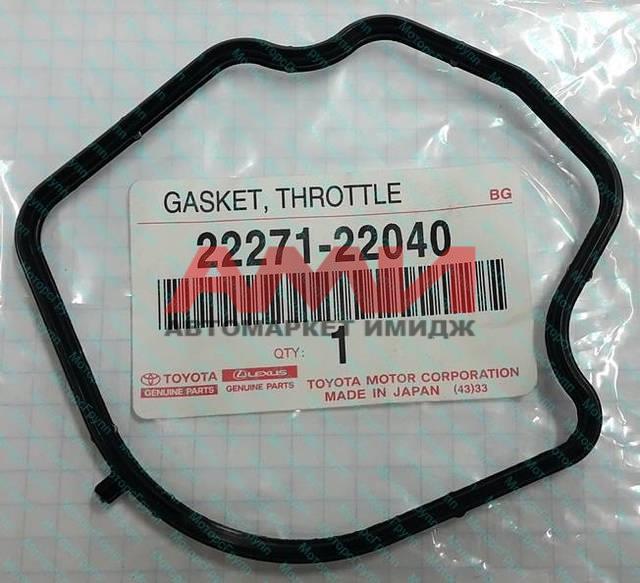 GASKET, THROTTLE BG
22271-22040
АМИ
АВТОМАРКЕТ ИМИДЖ
QTY: 1
TOYOTA LEXUS TOYOTA MOTOR CORPORATION
GENUINE PARTS GENUINE PARTS MADE IN JAPAN (43)33